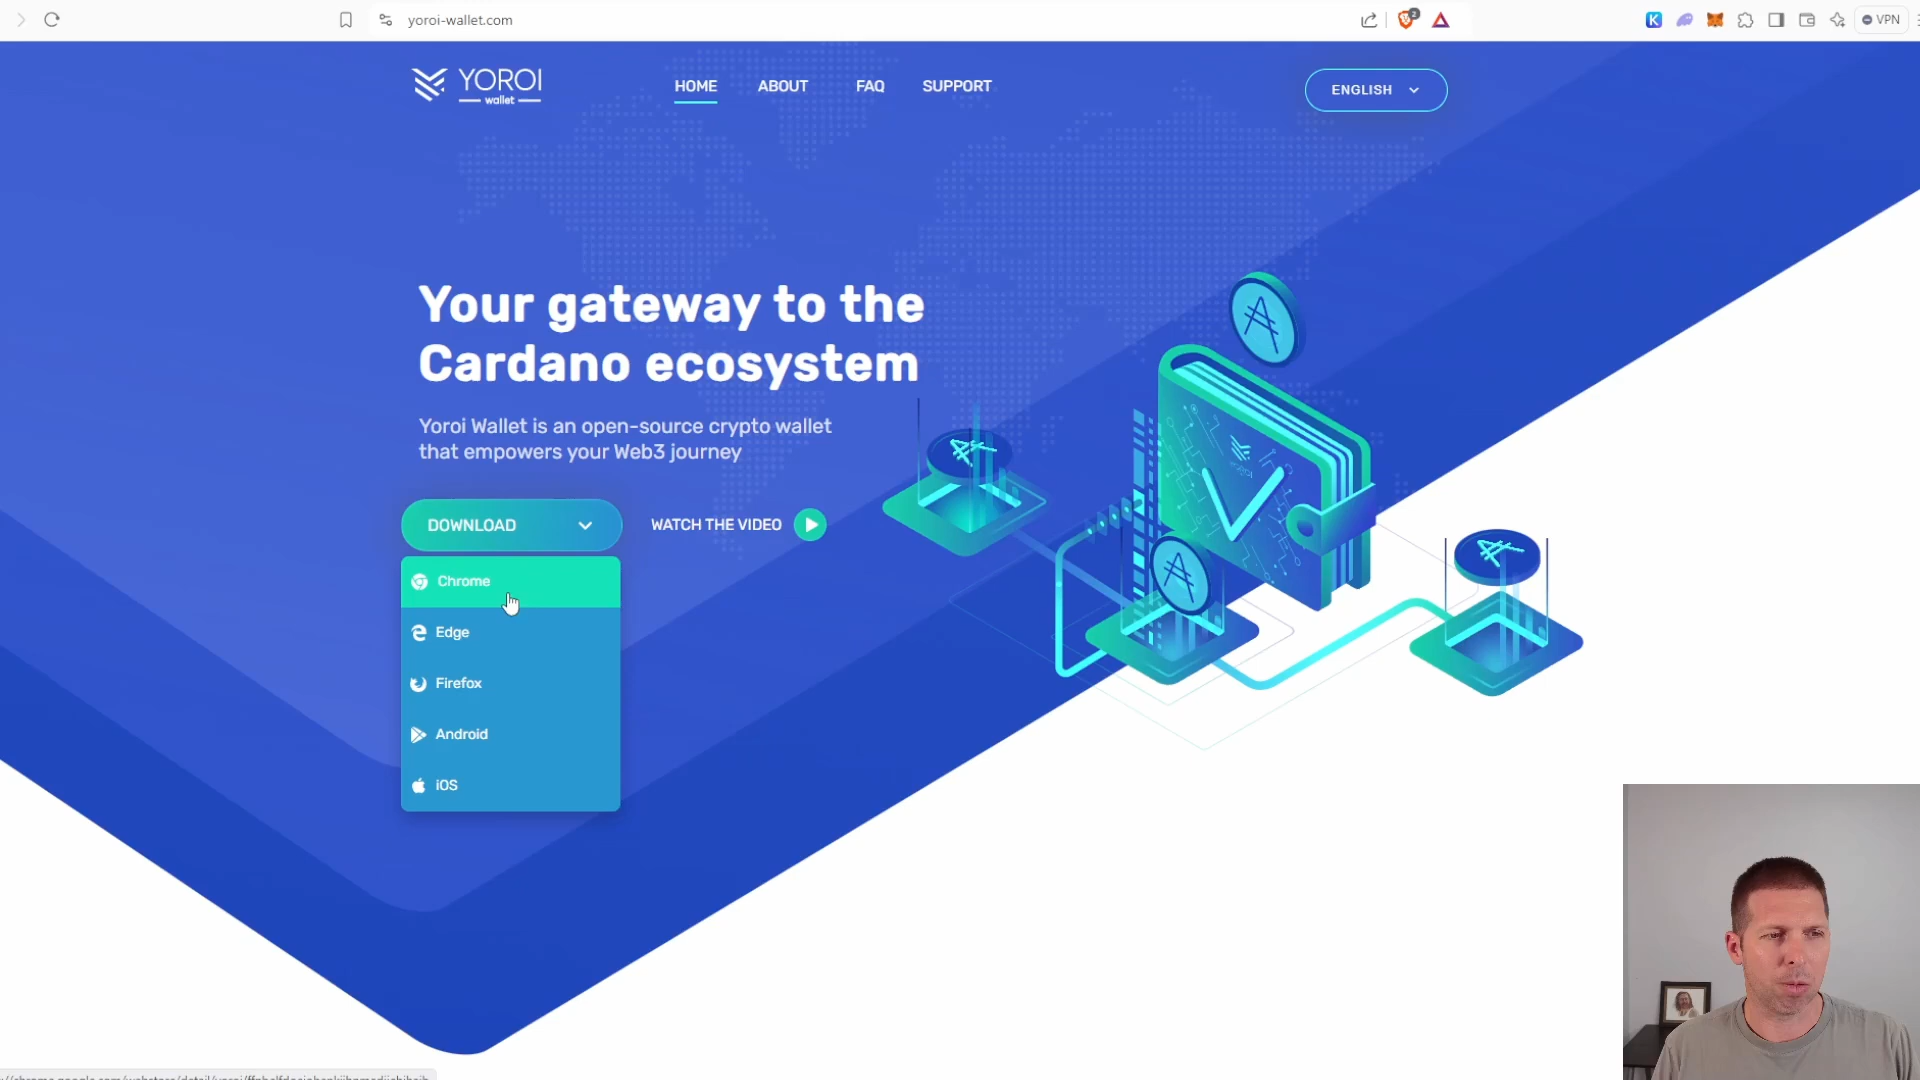 yoroi-wallet.com
2
VPN
YOROI
wallet
HOME
ABOUT
FAQ
SUPPORT
ENGLISH
Your gateway to the
Cardano ecosystem
Yoroi Wallet is an open-source crypto wallet
that empowers your Web3 journey
DOWNLOAD
WATCH THE VIDEO
Chrome
Edge
Firefox
Android
iOS